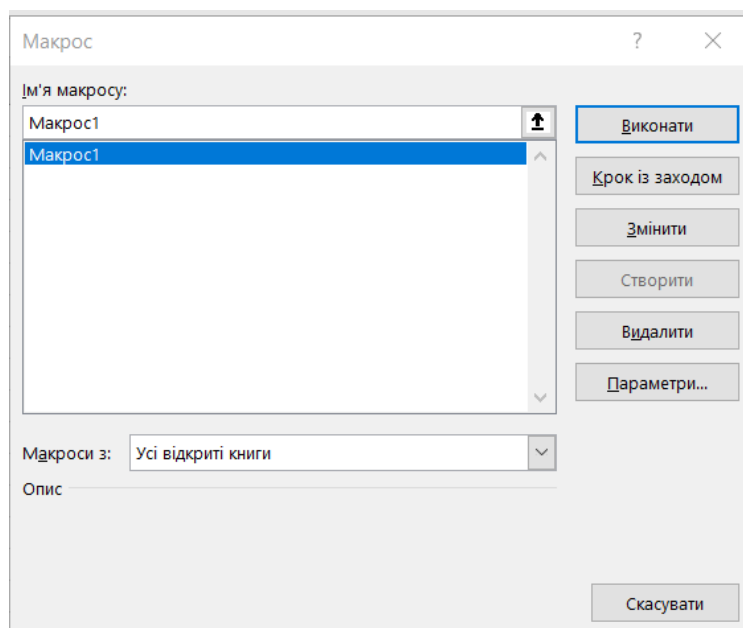 Макрос
Ім'я макросу:
Макрос1
Виконати
Макрос1
Крок із заходом
Змінити
Створити
Видалити
Параметри...
Макроси з:
Усі відкриті книги
Опис
Скасувати